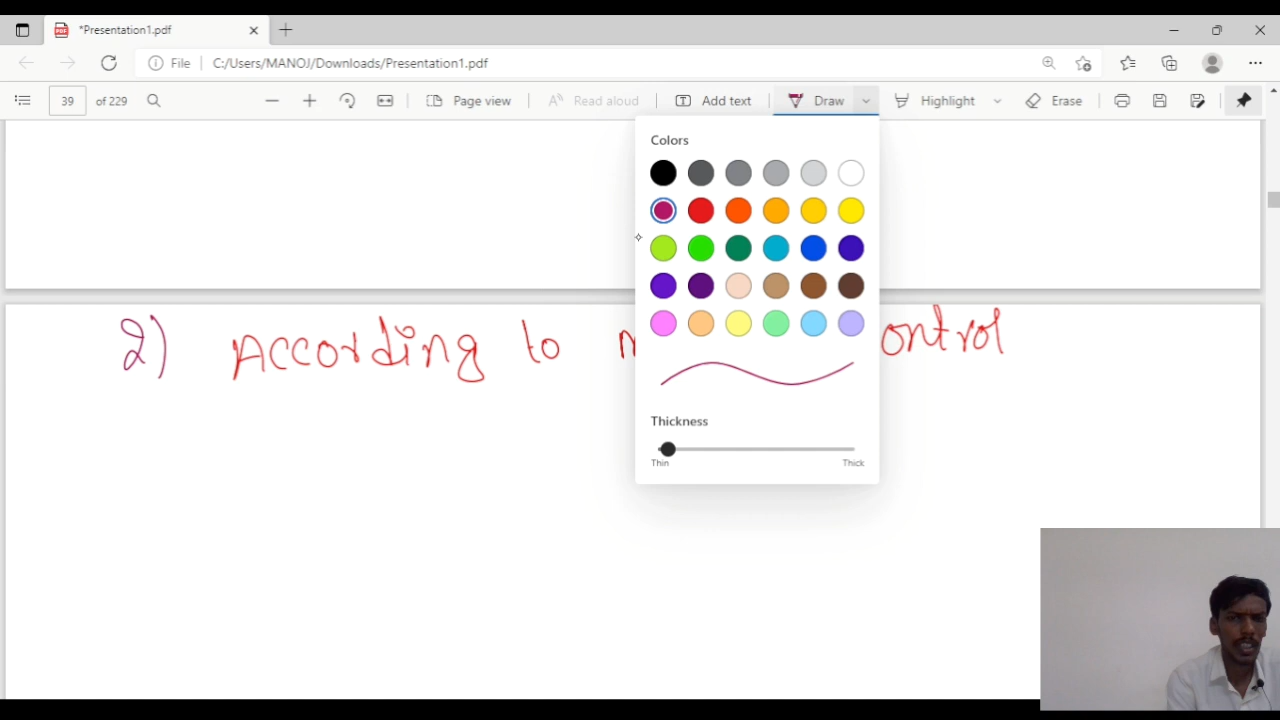 *Presentation1.pdf
File
C:/Users/MANOJ/Downloads/Presentation1.pdf
39 of 229 Page view Read aloud Add text Draw Highlight Erase
Colors
2) According to ontrol
Thickness
Thin Thick